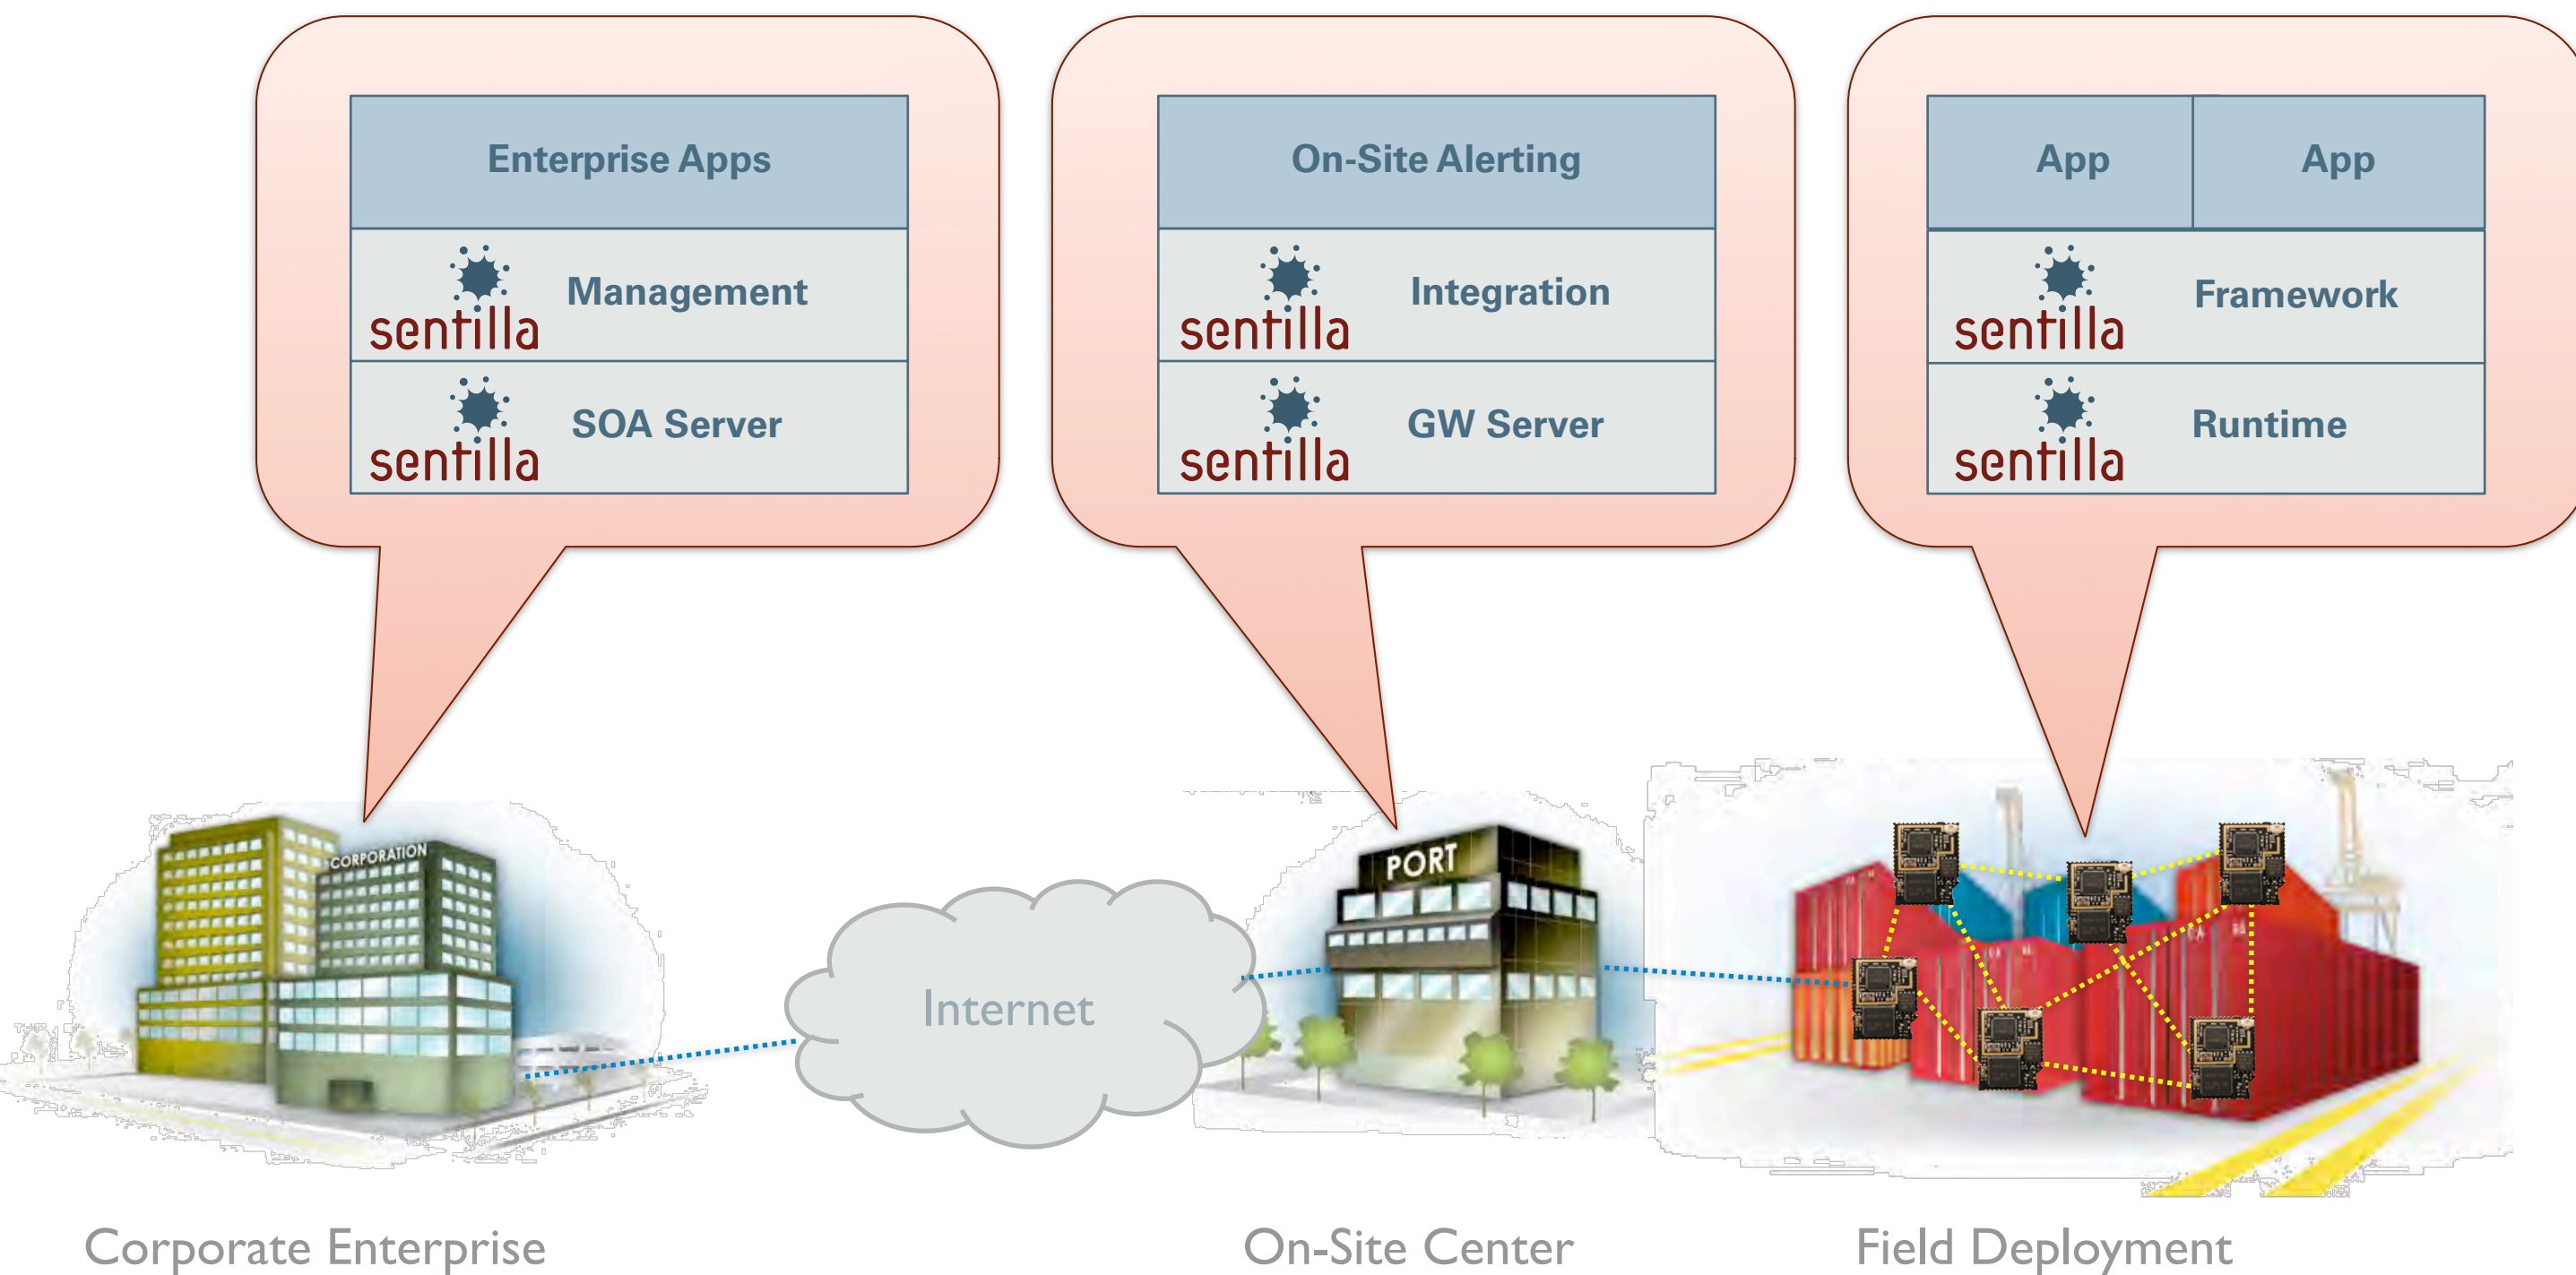 Enterprise Apps
sentilla Management
sentilla SOA Server
On-Site Alerting
sentilla Integration
sentilla GW Server
App App
sentilla Framework
sentilla Runtime
CORPORATION
PORT
Internet
Corporate Enterprise
On-Site Center
Field Deployment